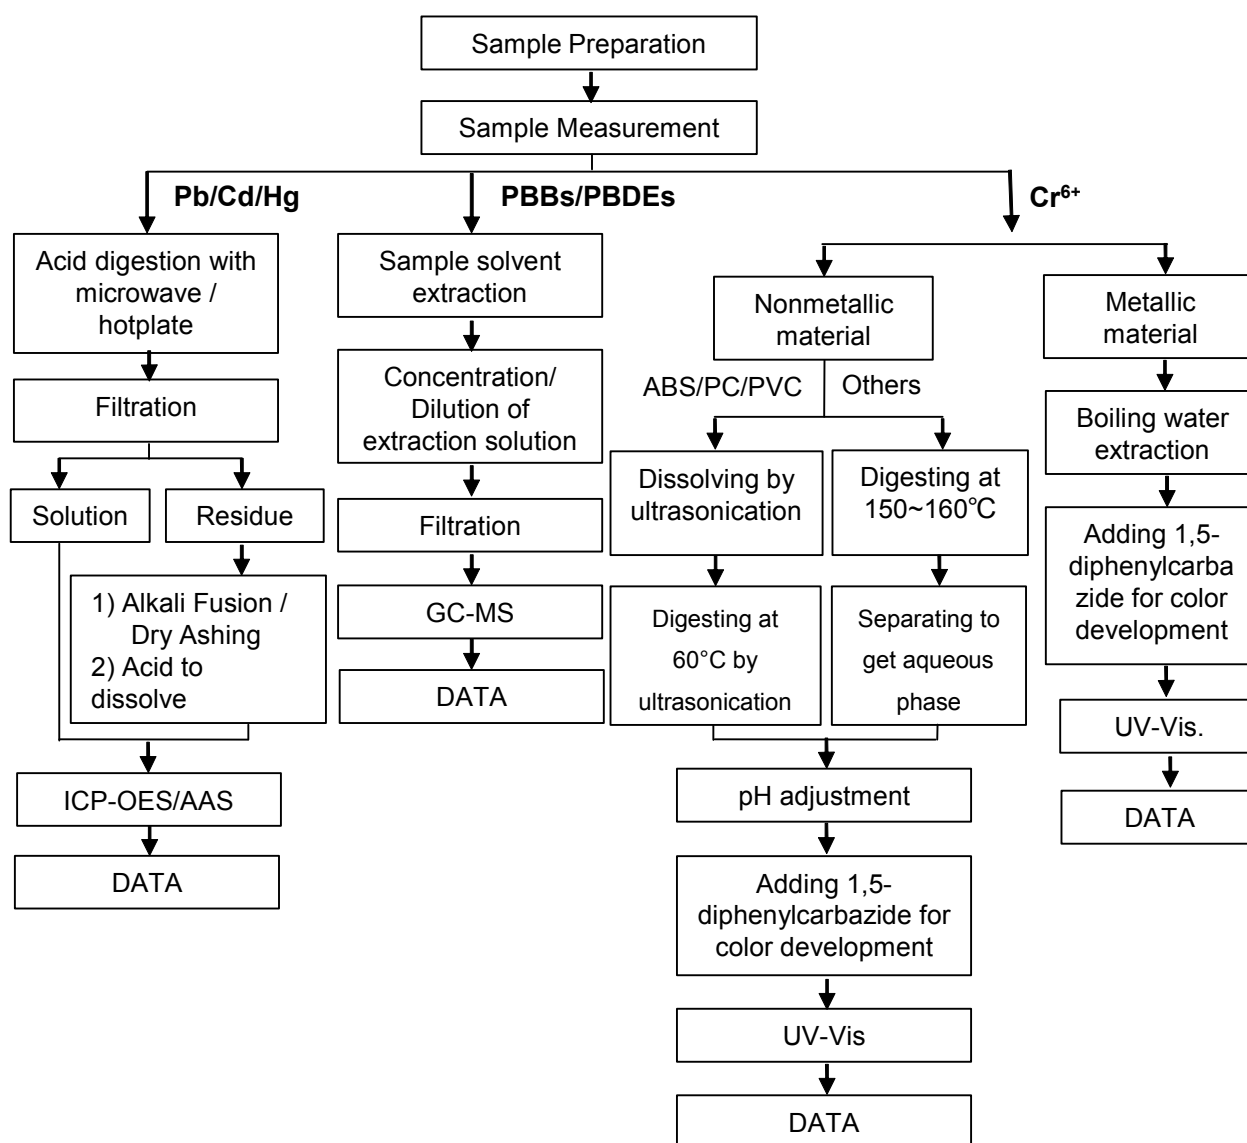 Sample Preparation
Sample Measurement
Pb/Cd/Hg
PBBs/PBDEs
Cr⁶⁺
Acid digestion with
microwave /
hotplate
Filtration
Solution
Residue
1) Alkali Fusion /
Dry Ashing
2) Acid to
dissolve
ICP-OES/AAS
DATA
Sample solvent
extraction
Concentration/
Dilution of
extraction solution
Filtration
GC-MS
DATA
Nonmetallic
material
ABS/PC/PVC
Others
Dissolving by
ultrasonication
Digesting at
60°C by
ultrasonication
Digesting at
150~160℃
Separating to
get aqueous
phase
pH adjustment
Adding 1,5-
diphenylcarbazide for
color development
UV-Vis
DATA
Metallic
material
Boiling water
extraction
Adding 1,5-
diphenylcarba
zide for color
development
UV-Vis.
DATA